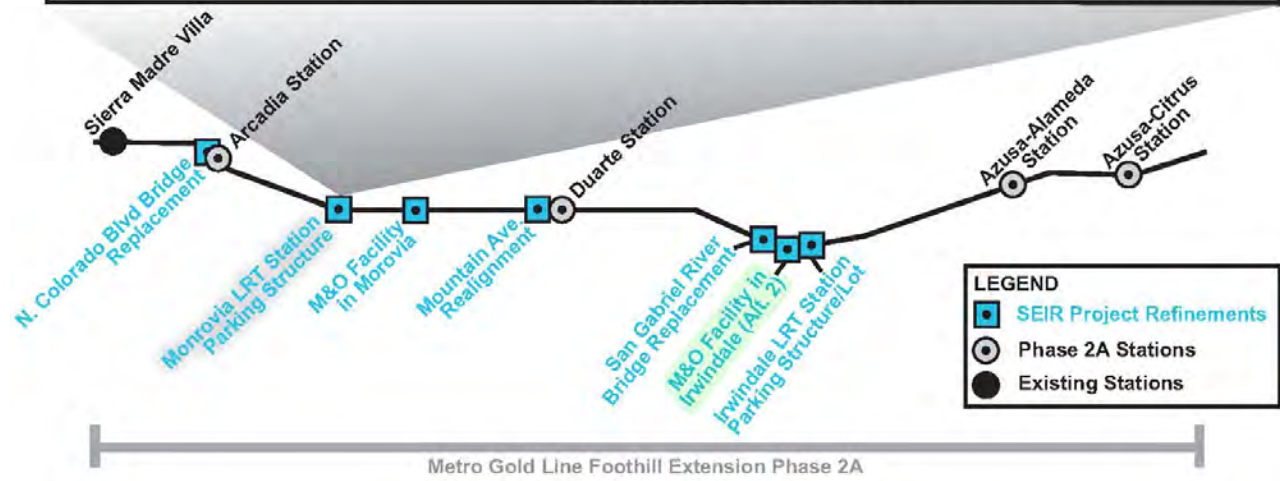 Sierra Madre Villa
Arcadia Station
N. Colorado Blvd Bridge
Replacement
Monrovia LRT Station
Parking Structure
M&O Facility
in Morovia
Mountain Ave.
Realignment
Duarte Station
San Gabriel River
Bridge Replacement
M&O Facility in
Irwindale (Alt. 2)
Irwindale LRT Station
Parking Structure/Lot
Azusa-Alameda
Station
Azusa-Citrus
Station
LEGEND
SEIR Project Refinements
Phase 2A Stations
Existing Stations
Metro Gold Line Foothill Extension Phase 2A